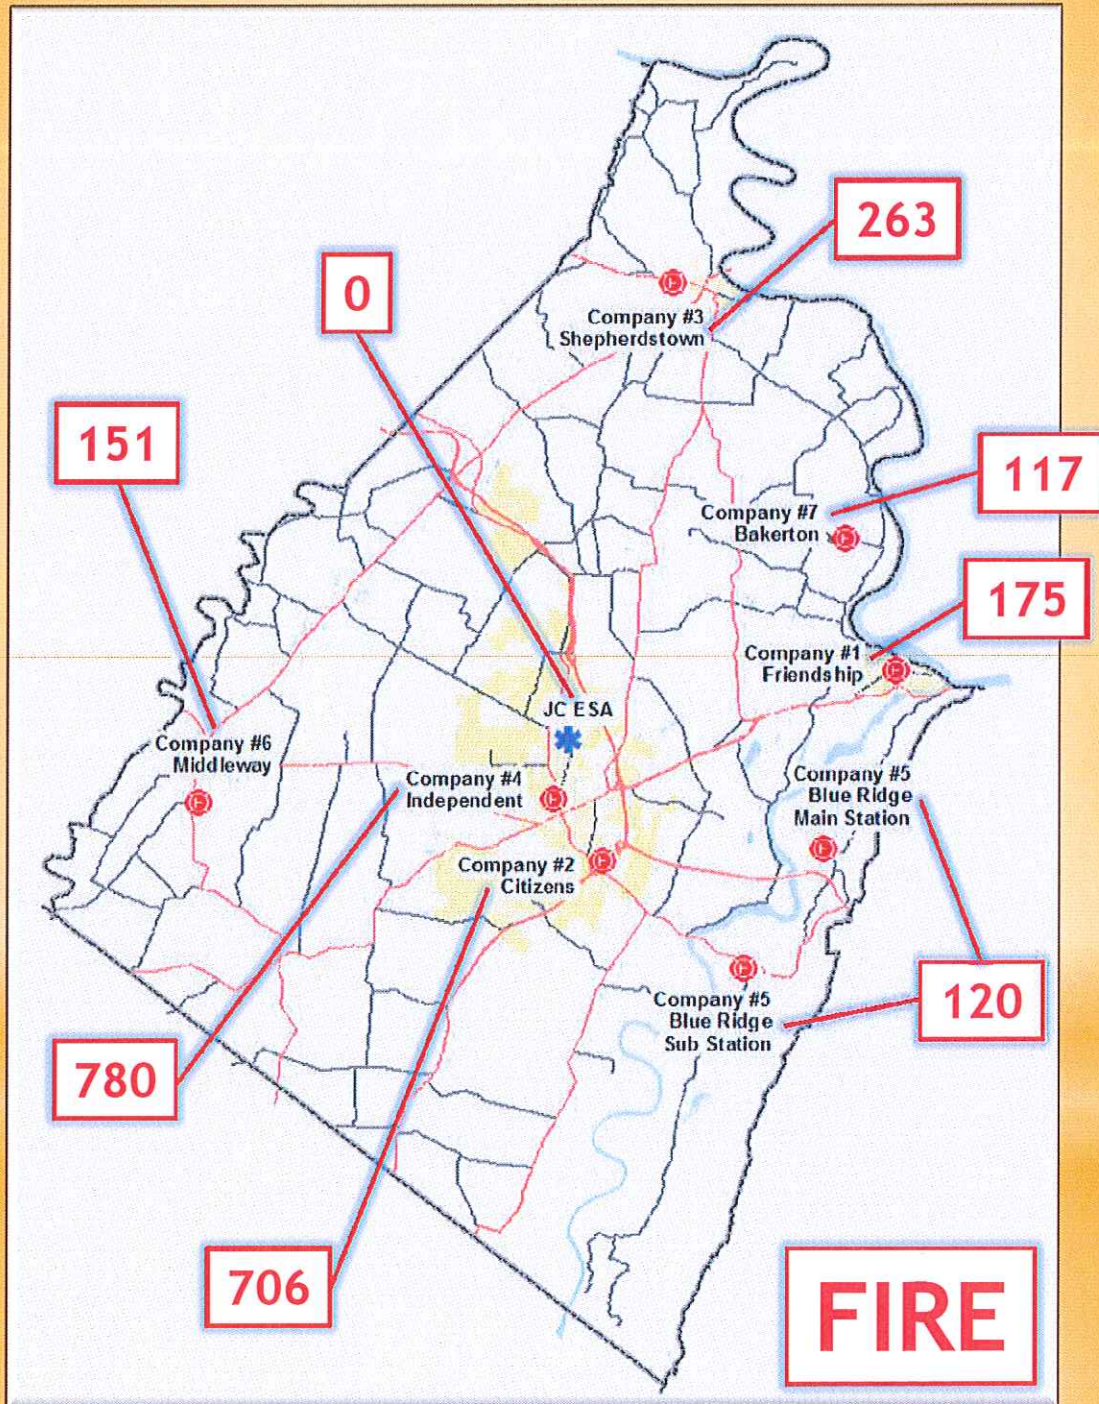 263
0
Company #3
Shepherdstown
151
117
Company #7
Bakerton
175
Company #1
Friendship
JC ESA
Company #6
Middleway
Company #4
Independent
Company #5
Blue Ridge
Main Station
Company #2
Citizens
120
Company #5
Blue Ridge
Sub Station
780
706
FIRE